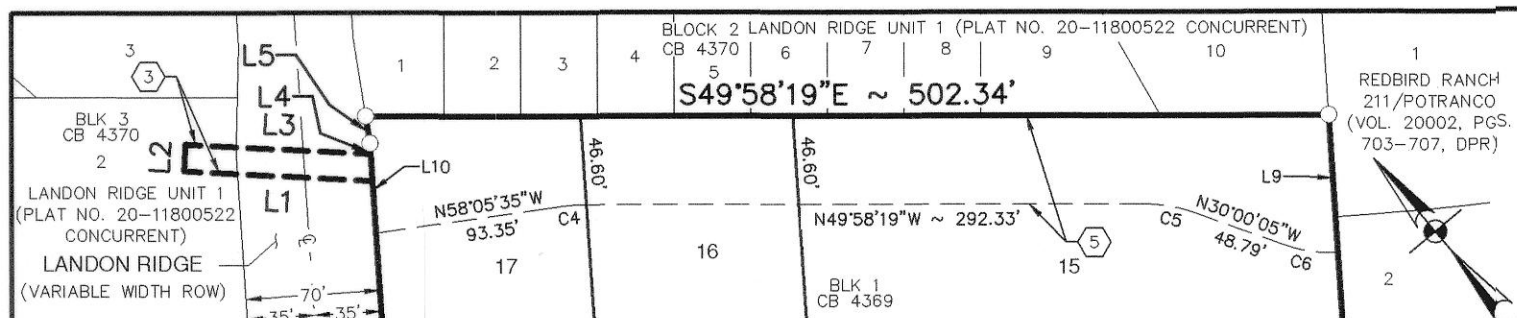 BLOCK 2 LANDON RIDGE UNIT 1 (PLAT NO. 20-11800522 CONCURRENT)
CB 4370
3
1
2
3
4
5
6
7
8
9
10
1
3
L5
L4
L3
S49°58'19"E ~ 502.34'
REDBIRD RANCH
211/POTRANCO
(VOL. 20002, PGS.
703-707, DPR)
BLK 3
CB 4370
2
L2
L1
L10
LANDON RIDGE UNIT 1
(PLAT NO. 20-11800522
CONCURRENT)
LANDON RIDGE
(VARIABLE WIDTH ROW)
70'
35'
35'
46.60'
46.60'
N58°05'35"W
93.35'
C4
N49°58'19"W ~ 292.33'
C5
N30°00'05"W
48.79'
C6
L9
5
17
16
15
BLK 1
CB 4369
2